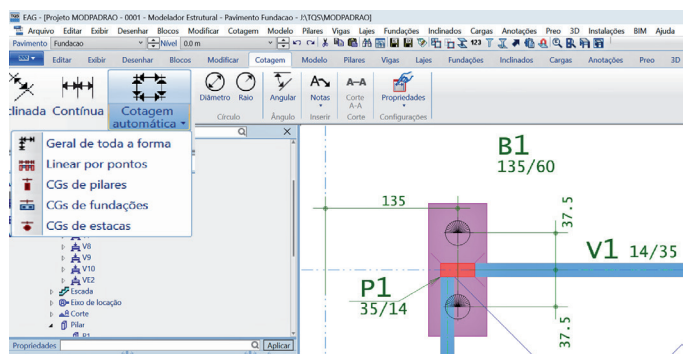 EAG - [Projeto MODPADRAO - 0001 - Modelador Estrutural - Pavimento Fundacao - J:\TQS\MODPADRAO]
Arquivo Editar Exibir Desenhar Blocos Modificar Cotagem Modelo Pilares Vigas Lajes Fundações Inclinados Cargas Anotações Preo 3D Instalações BIM Ajuda
Pavimento Fundacao Nível 0.0 m 123
Editar Exibir Desenhar Blocos Modificar Cotagem Modelo Pilares Vigas Lajes Fundações Inclinados Cargas Anotações Preo 3D
clinada Contínua Cotagem automática Diâmetro Raio Angular Notas Corte A-A Propriedades
Círculo Ângulo Inserir Corte Configurações
Geral de toda a forma
Linear por pontos
CGs de pilares
CGs de fundações
CGs de estacas
V8
V9
V10
VE2
Escada
Eixo de locação
Corte
Pilar
P1
Propriedades Aplicar
B1
135/60
135
37.5
V1 14/35
P1
35/14
37.5